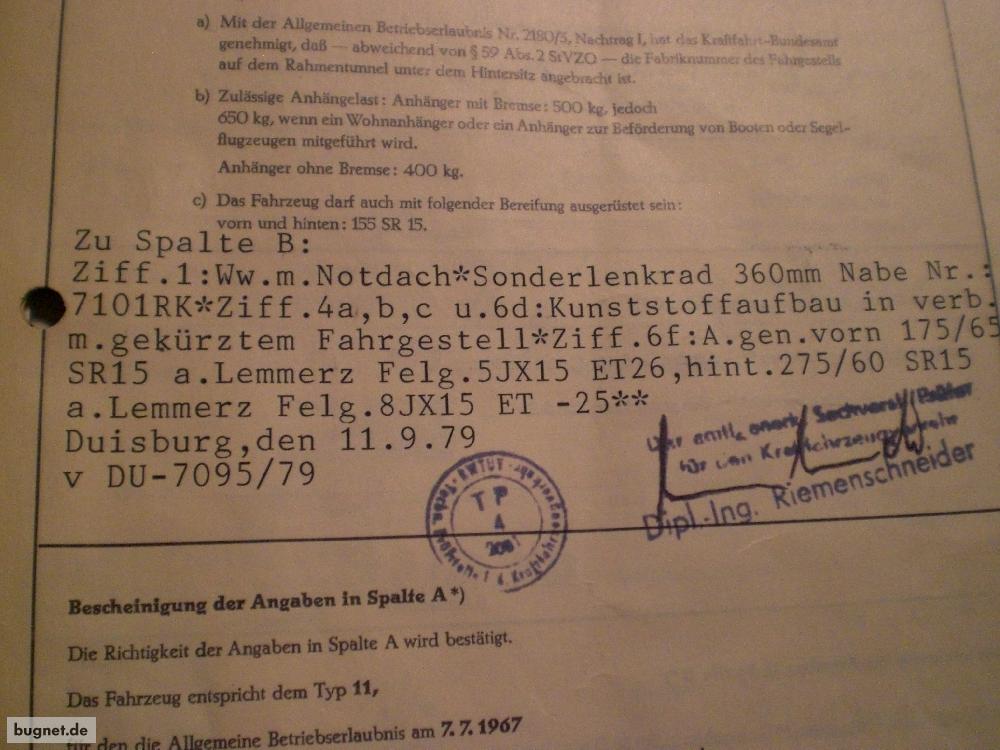 a) Mit der Allgemeinen Betriebserlaubnis Nr. 2180/5, Nachtrag I, hat das Kraftfahrt-Bundesamt
genehmigt, daß — abweichend von § 59 Abs. 2 StVZO — die Fabriknummer des Fahrgestells
auf dem Rahmentunnel unter dem Hintersitz angebracht ist.
b) Zulässige Anhängelast: Anhänger mit Bremse: 500 kg, jedoch
650 kg, wenn ein Wohnanhänger oder ein Anhänger zur Beförderung von Booten oder Segel-
flugzeugen mitgeführt wird.
Anhänger ohne Bremse: 400 kg.
c) Das Fahrzeug darf auch mit folgender Bereifung ausgerüstet sein:
vorn und hinten: 155 SR 15.
Zu Spalte B:
Ziff.1:Ww.m.Notdach*Sonderlenkrad 360mm Nabe Nr.:
7101RK*Ziff.4a,b,c u.6d:Kunststoffaufbau in verb.
m.gekürztem Fahrgestell*Ziff.6f:A.gen.vorn 175/65
SR15 a.Lemmerz Felg.5JX15 ET26,hint.275/60 SR15
a.Lemmerz Felg.8JX15 ET -25**
Duisburg,den 11.9.79
v DU-7095/79
Der amtl. anerk.
für den
Dipl.-Ing. Riemenschneider
RWTÜV
TP
A
Bescheinigung der Angaben in Spalte A*)
Die Richtigkeit der Angaben in Spalte A wird bestätigt.
Das Fahrzeug entspricht dem Typ 11,
für den die Allgemeine Betriebserlaubnis am 7. 7. 1967
bugnet.de